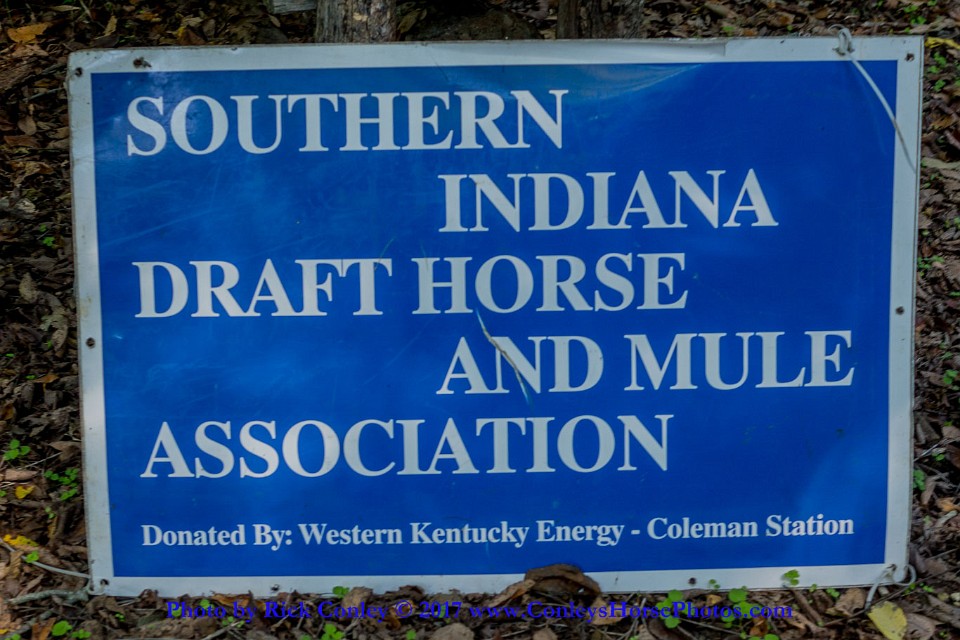 SOUTHERN
INDIANA
DRAFT HORSE
AND MULE
ASSOCIATION
Donated By: Western Kentucky Energy - Coleman Station
Photo by Rick Conley © 2017 www.ConleysHorsePhotos.com